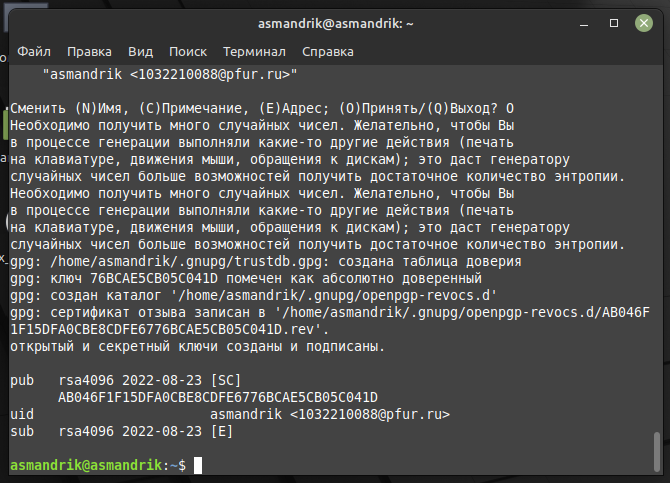 asmandrik@asmandrik: ~
Файл Правка Вид Поиск Терминал Справка
"asmandrik <1032210088@pfur.ru>"
Сменить (N)Имя, (C)Примечание, (E)Адрес; (O)Принять/(Q)Выход? O
Необходимо получить много случайных чисел. Желательно, чтобы Вы
в процессе генерации выполняли какие-то другие действия (печать
на клавиатуре, движения мыши, обращения к дискам); это даст генератору
случайных чисел больше возможностей получить достаточное количество энтропии.
Необходимо получить много случайных чисел. Желательно, чтобы Вы
в процессе генерации выполняли какие-то другие действия (печать
на клавиатуре, движения мыши, обращения к дискам); это даст генератору
случайных чисел больше возможностей получить достаточное количество энтропии.
gpg: /home/asmandrik/.gnupg/trustdb.gpg: создана таблица доверия
gpg: ключ 76BCAE5CB05C041D помечен как абсолютно доверенный
gpg: создан каталог '/home/asmandrik/.gnupg/openpgp-revocs.d'
gpg: сертификат отзыва записан в '/home/asmandrik/.gnupg/openpgp-revocs.d/AB046F
1F15DFA0CBE8CDFE6776BCAE5CB05C041D.rev'.
открытый и секретный ключи созданы и подписаны.
pub rsa4096 2022-08-23 [SC]
AB046F1F15DFA0CBE8CDFE6776BCAE5CB05C041D
uid asmandrik <1032210088@pfur.ru>
sub rsa4096 2022-08-23 [E]
asmandrik@asmandrik:~$